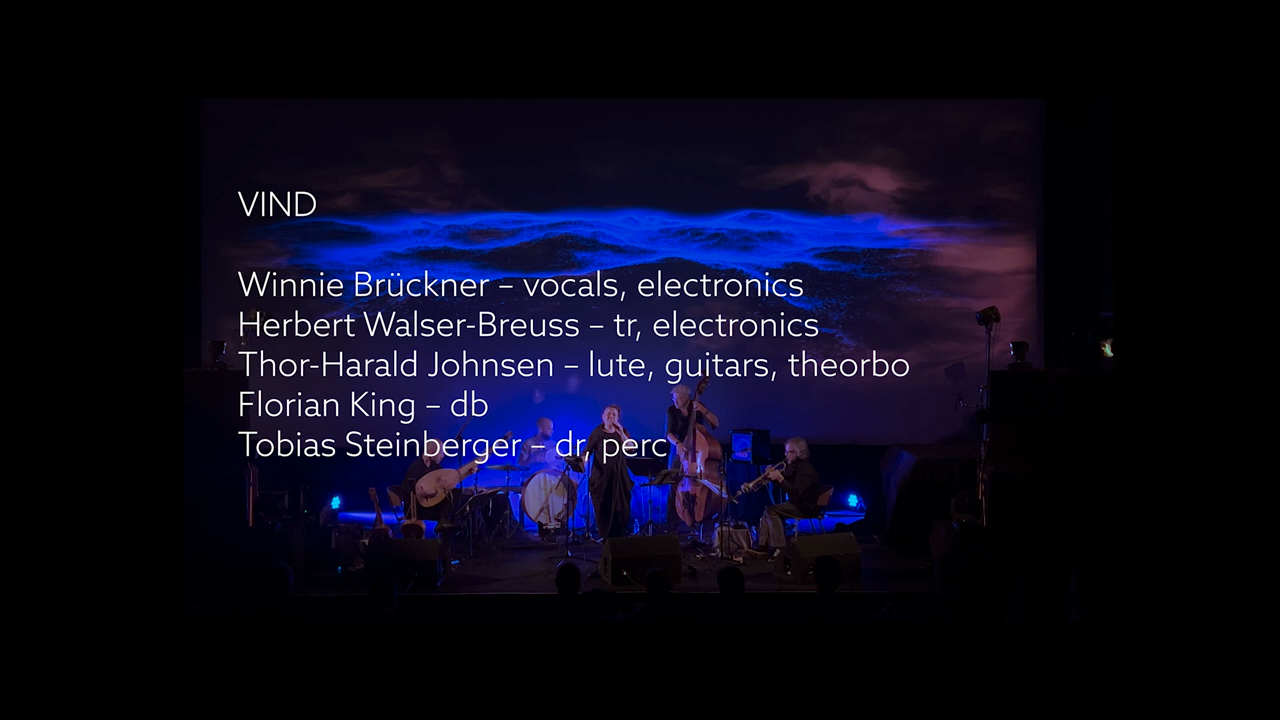 VIND
Winnie Brückner – vocals, electronics
Herbert Walser-Breuss – tr, electronics
Thor-Harald Johnsen – lute, guitars, theorbo
Florian King – db
Tobias Steinberger – dr, perc